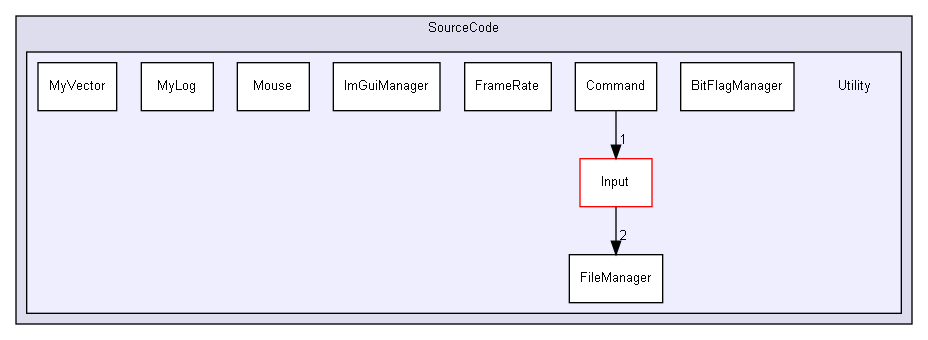 SourceCode
MyVector
MyLog
Mouse
ImGuiManager
FrameRate
Command
BitFlagManager
Utility
1
Input
2
FileManager